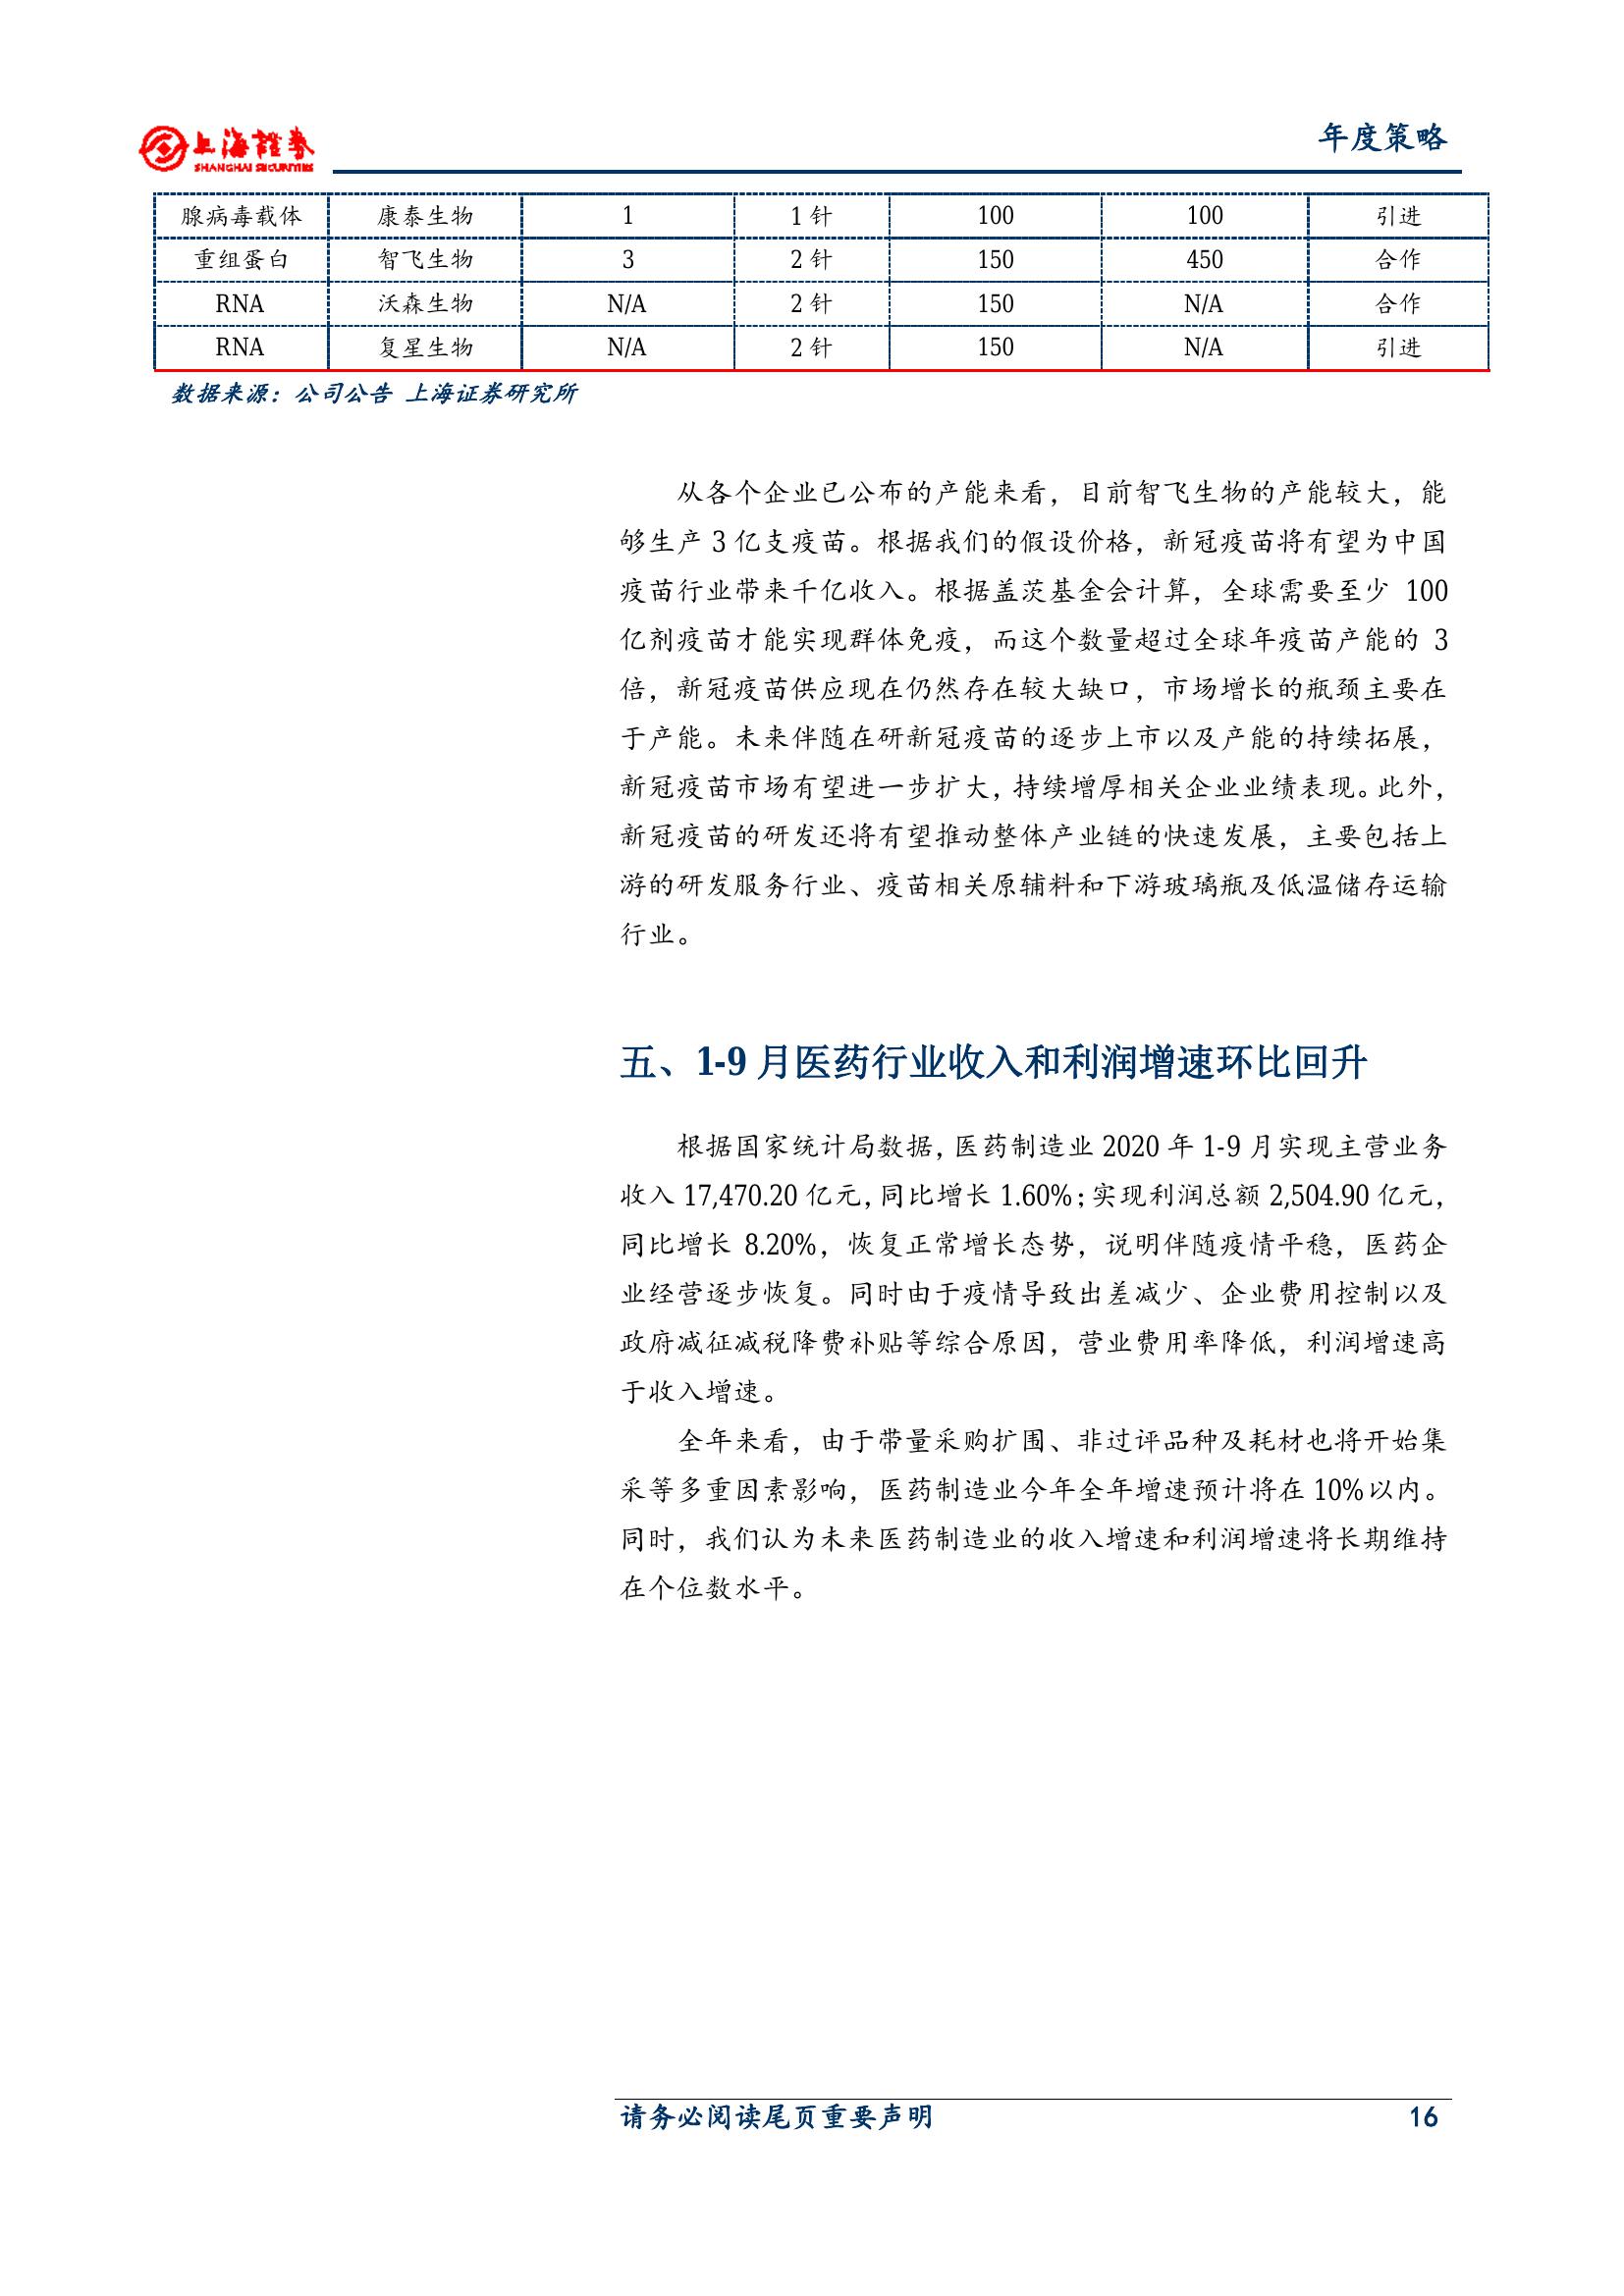 上海證券
SHANGHAI SECURITIES
年度策略
腺病毒载体 康泰生物 1 1 针 100 100 引进
重组蛋白 智飞生物 3 2 针 150 450 合作
RNA 沃森生物 N/A 2 针 150 N/A 合作
RNA 复星生物 N/A 2 针 150 N/A 引进
数据来源：公司公告 上海证券研究所
从各个企业已公布的产能来看，目前智飞生物的产能较大，能
够生产 3 亿支疫苗。根据我们的假设价格，新冠疫苗将有望为中国
疫苗行业带来千亿收入。根据盖茨基金会计算，全球需要至少 100
亿剂疫苗才能实现群体免疫，而这个数量超过全球年疫苗产能的 3
倍，新冠疫苗供应现在仍然存在较大缺口，市场增长的瓶颈主要在
于产能。未来伴随在研新冠疫苗的逐步上市以及产能的持续拓展，
新冠疫苗市场有望进一步扩大，持续增厚相关企业业绩表现。此外，
新冠疫苗的研发还将有望推动整体产业链的快速发展，主要包括上
游的研发服务行业、疫苗相关原辅料和下游玻璃瓶及低温储存运输
行业。
五、1-9 月医药行业收入和利润增速环比回升
根据国家统计局数据，医药制造业 2020 年 1-9 月实现主营业务
收入 17,470.20 亿元，同比增长 1.60%；实现利润总额 2,504.90 亿元，
同比增长 8.20%，恢复正常增长态势，说明伴随疫情平稳，医药企
业经营逐步恢复。同时由于疫情导致出差减少、企业费用控制以及
政府减征减税降费补贴等综合原因，营业费用率降低，利润增速高
于收入增速。
全年来看，由于带量采购扩围、非过评品种及耗材也将开始集
采等多重因素影响，医药制造业今年全年增速预计将在 10%以内。
同时，我们认为未来医药制造业的收入增速和利润增速将长期维持
在个位数水平。
请务必阅读尾页重要声明 16